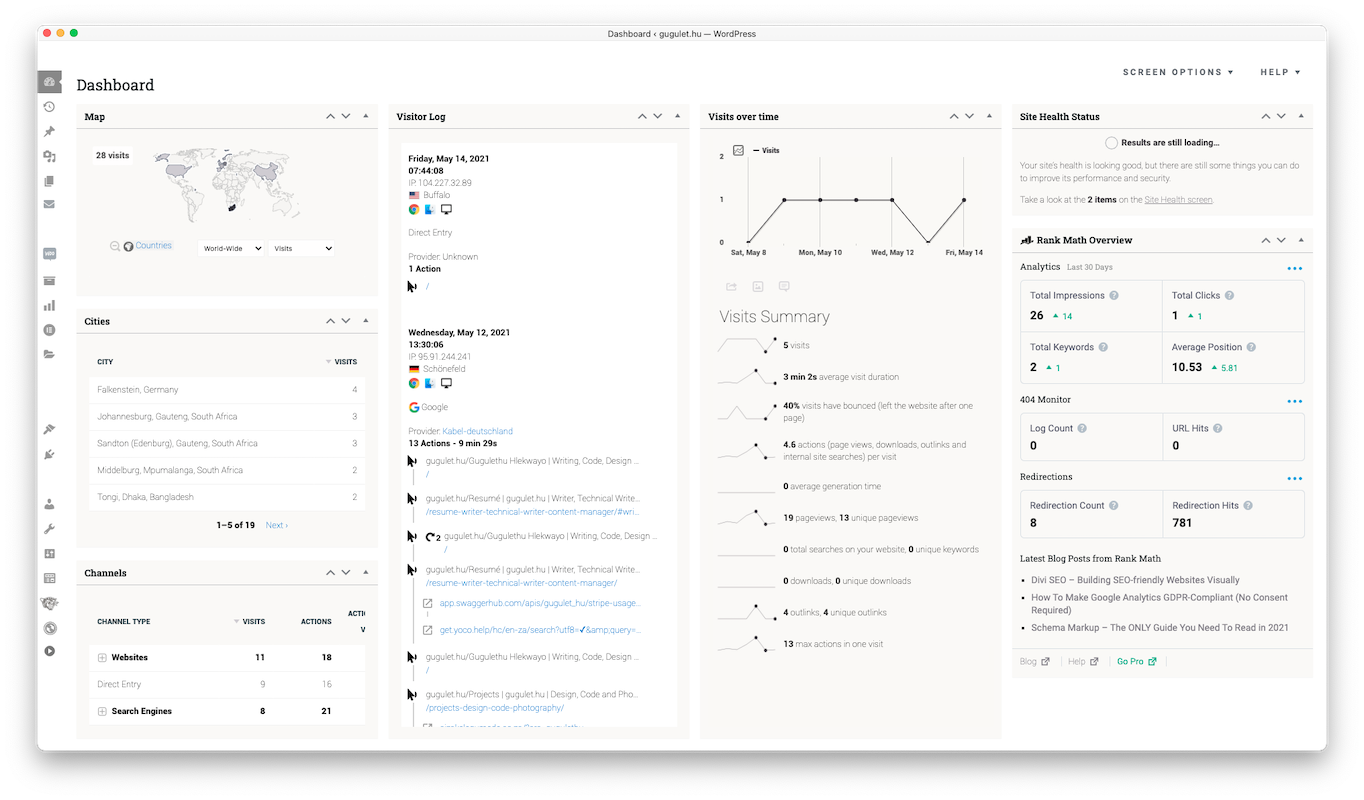 Dashboard ‹ gugulet.hu — WordPress
SCREEN OPTIONS
HELP
Dashboard
Map
28 visits
Countries
World-Wide
Visits
Cities
CITY
VISITS
Falkenstein, Germany 4
Johannesburg, Gauteng, South Africa 3
Sandton (Edenburg), Gauteng, South Africa 3
Middelburg, Mpumalanga, South Africa 2
Tongi, Dhaka, Bangladesh 2
1–5 of 19 Next ›
Channels
CHANNEL TYPE VISITS ACTIONS
Websites 11 18
Direct Entry 9 16
Search Engines 8 21
Visitor Log
Friday, May 14, 2021
07:44:08
IP: 104.227.32.89
Buffalo
Direct Entry
Provider: Unknown
1 Action
/
Wednesday, May 12, 2021
13:30:06
IP: 95.91.244.241
Schönefeld
Google
Provider: Kabel-deutschland
13 Actions - 9 min 29s
gugulet.hu/Gugulethu Hlekwayo | Writing, Code, Design ...
/
gugulet.hu/Resumé | gugulet.hu | Writer, Technical Write...
/resume-writer-technical-writer-content-manager/#wri...
2 gugulet.hu/Gugulethu Hlekwayo | Writing, Code, Design ...
/
gugulet.hu/Resumé | gugulet.hu | Writer, Technical Write...
/resume-writer-technical-writer-content-manager/
app.swaggerhub.com/apis/gugulet_hu/stripe-usage...
get.yoco.help/hc/en-za/search?utf8=✔&amp;query=...
gugulet.hu/Gugulethu Hlekwayo | Writing, Code, Design ...
/
gugulet.hu/Projects | gugulet.hu | Design, Code and Pho...
/projects-design-code-photography/
Visits over time
Visits
2
1
0
Sat, May 8 Mon, May 10 Wed, May 12 Fri, May 14
Visits Summary
5 visits
3 min 2s average visit duration
40% visits have bounced (left the website after one
page)
4.6 actions (page views, downloads, outlinks and
internal site searches) per visit
0 average generation time
19 pageviews, 13 unique pageviews
0 total searches on your website, 0 unique keywords
0 downloads, 0 unique downloads
4 outlinks, 4 unique outlinks
13 max actions in one visit
Site Health Status
Results are still loading...
Your site's health is looking good, but there are still some things you can do
to improve its performance and security.
Take a look at the 2 items on the Site Health screen.
Rank Math Overview
Analytics Last 30 Days
Total Impressions
26 14
Total Clicks
1 1
Total Keywords
2 1
Average Position
10.53 5.81
404 Monitor
Log Count
0
URL Hits
0
Redirections
Redirection Count
8
Redirection Hits
781
Latest Blog Posts from Rank Math
Divi SEO – Building SEO-friendly Websites Visually
How To Make Google Analytics GDPR-Compliant (No Consent
Required)
Schema Markup – The ONLY Guide You Need To Read in 2021
Blog
Help
Go Pro